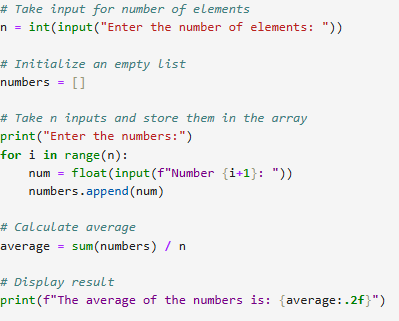 # Take input for number of elements
n = int(input("Enter the number of elements: "))
# Initialize an empty list
numbers = []
# Take n inputs and store them in the array
print("Enter the numbers:")
for i in range(n):
    num = float(input(f"Number {i+1}: "))
    numbers.append(num)
# Calculate average
average = sum(numbers) / n
# Display result
print(f"The average of the numbers is: {average:.2f}")